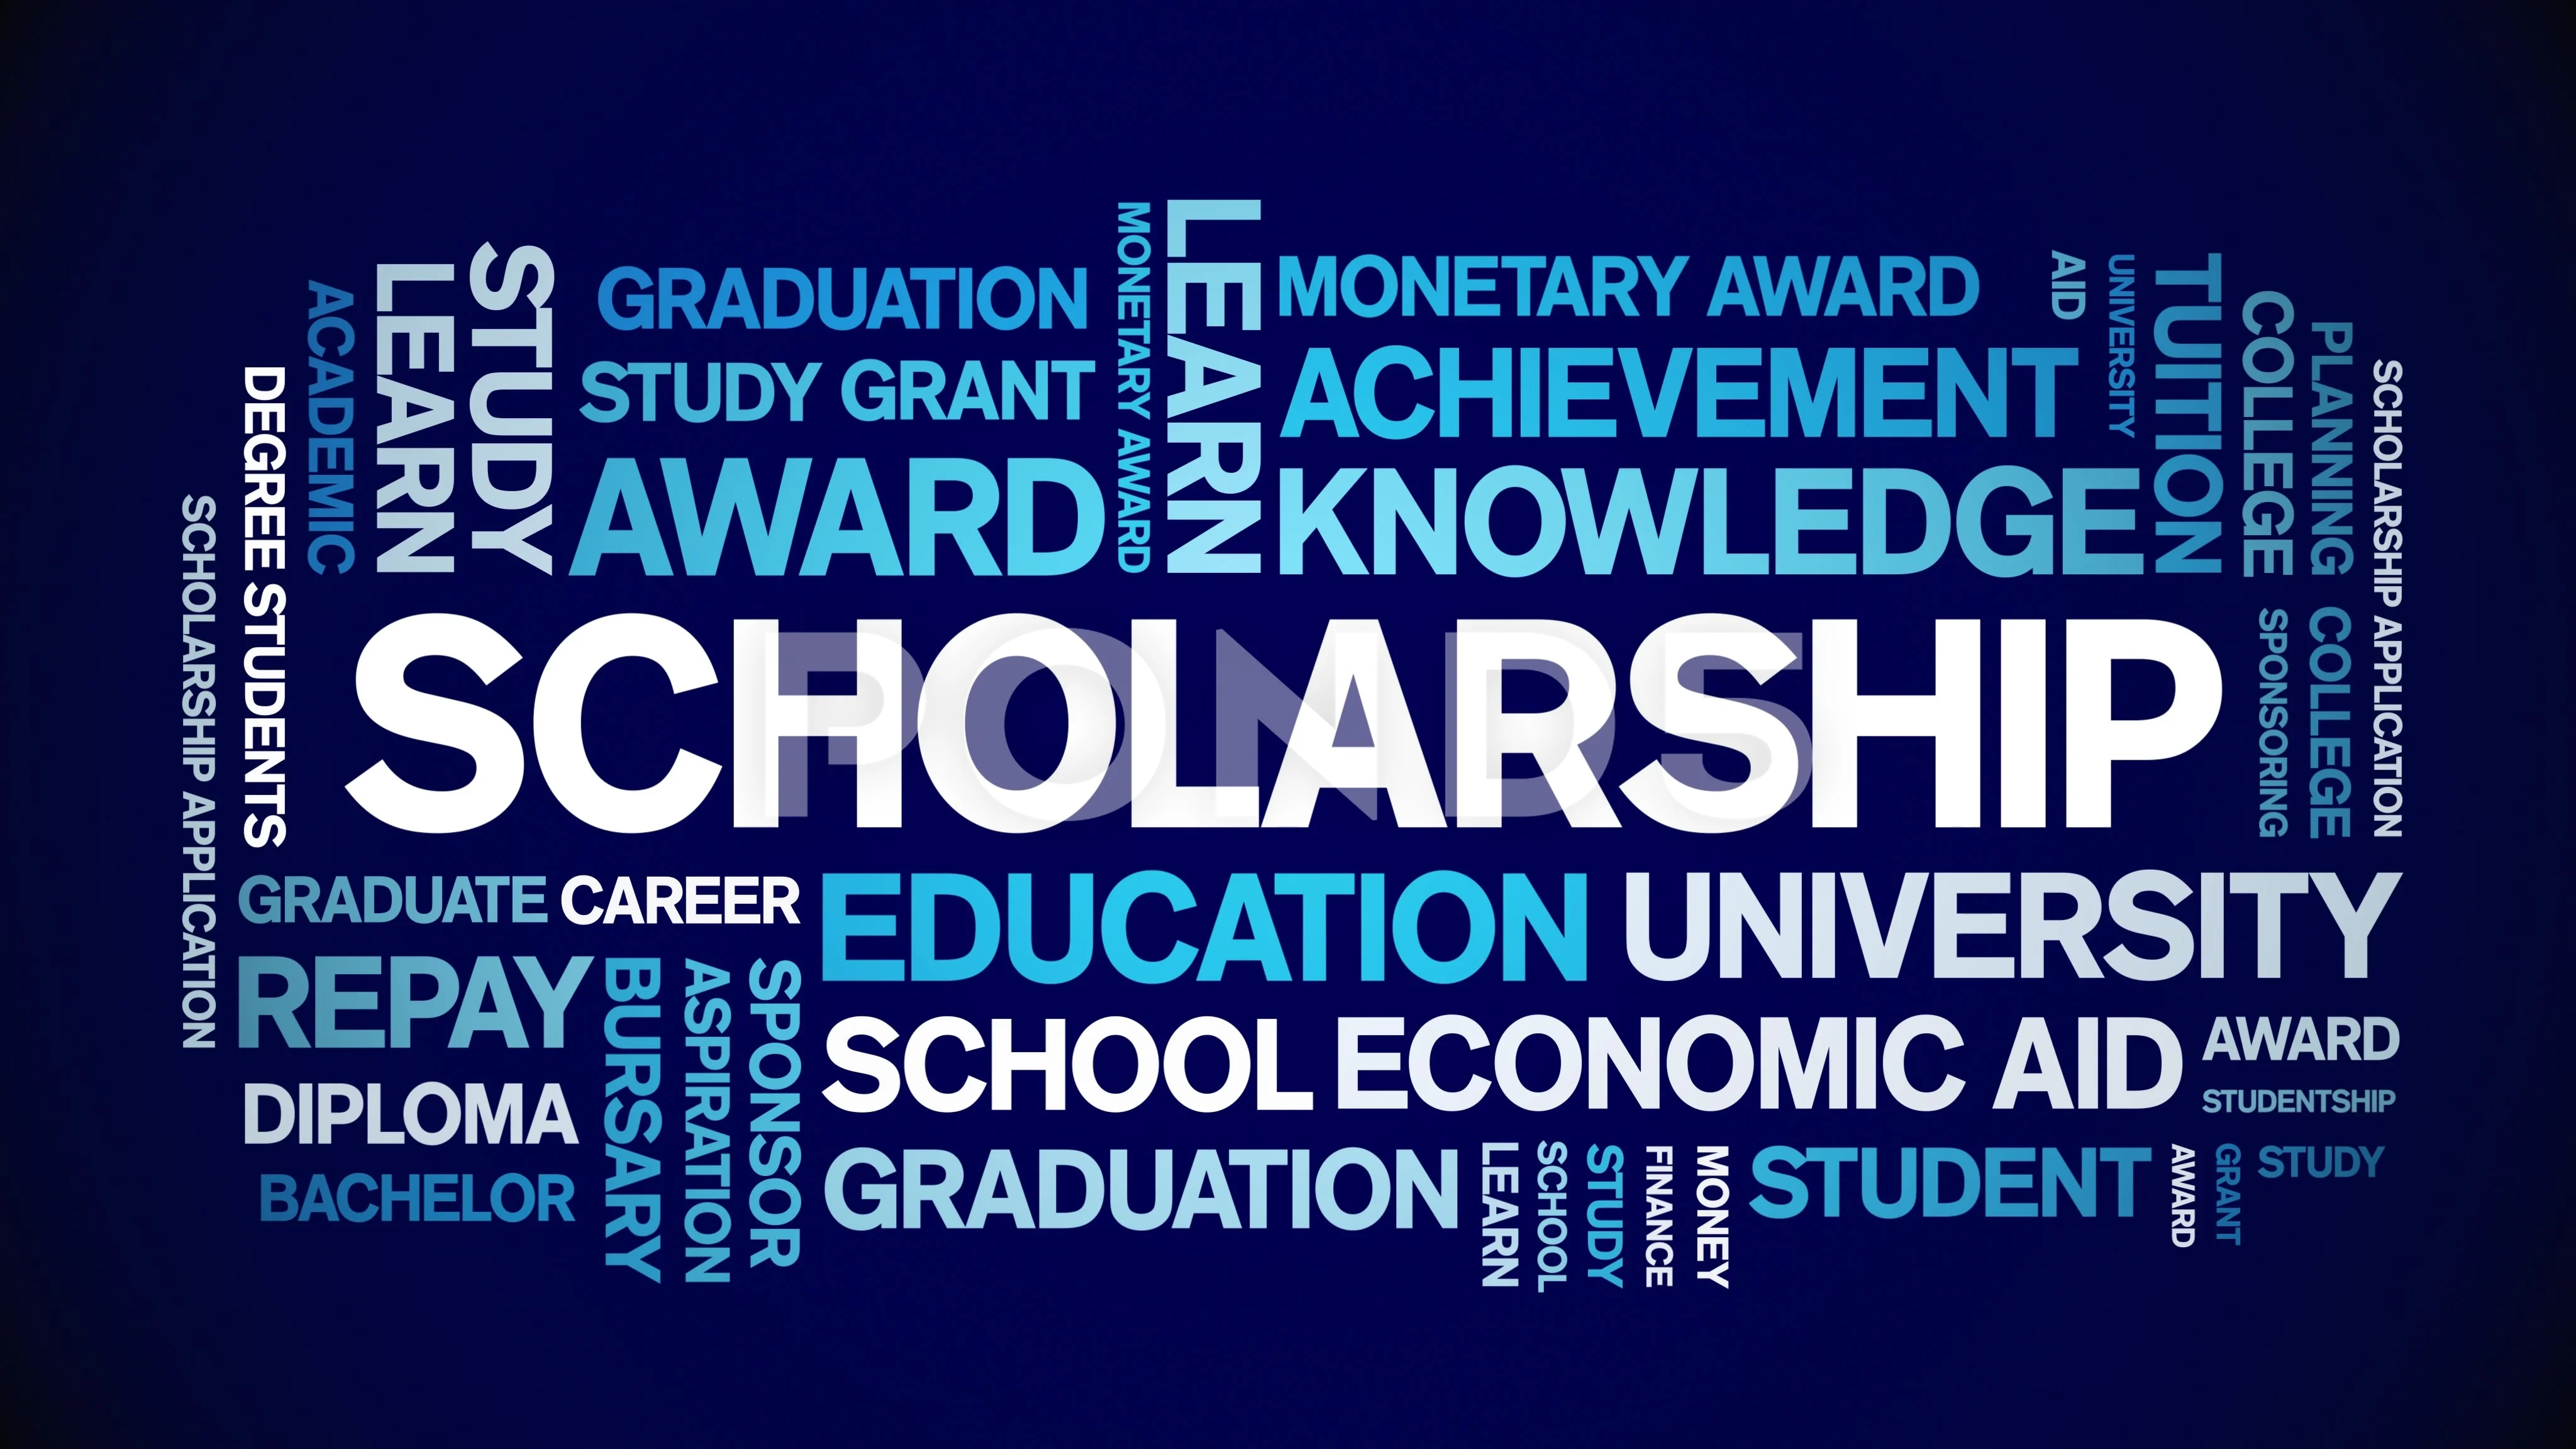 SCHOLARSHIP APPLICATION
DEGREE STUDENTS
ACADEMIC
LEARN
STUDY
GRADUATION
STUDY GRANT
AWARD
MONETARY AWARD
LEARN
MONETARY AWARD
ACHIEVEMENT
KNOWLEDGE
AID
UNIVERSITY
TUITION
COLLEGE
PLANNING
SCHOLARSHIP APPLICATION
SCHOLARSHIP
POND5
SPONSORING
COLLEGE
GRADUATE CAREER
EDUCATION UNIVERSITY
REPAY
BURSARY
ASPIRATION
SPONSOR
SCHOOL ECONOMIC AID
AWARD
STUDENTSHIP
DIPLOMA
BACHELOR
GRADUATION
LEARN
SCHOOL
STUDY
FINANCE
MONEY
STUDENT
AWARD
GRANT
STUDY